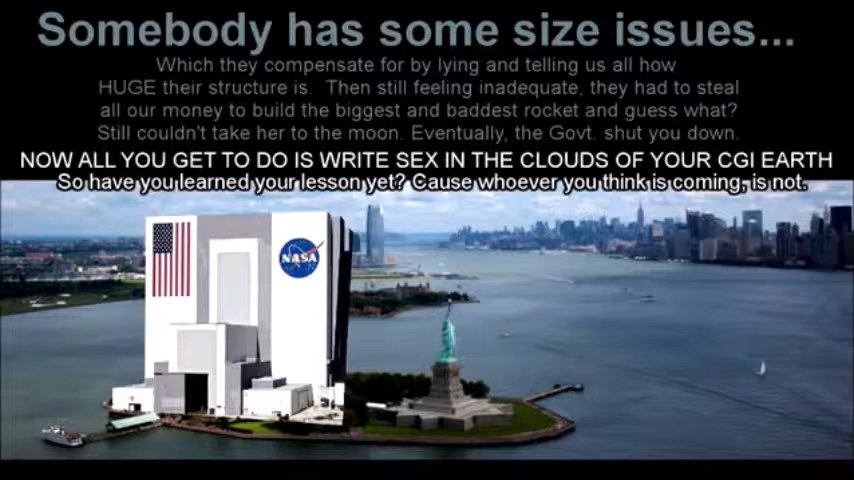 Somebody has some size issues...
Which they compensate for by lying and telling us all how
HUGE their structure is. Then still feeling inadequate, they had to steal
all our money to build the biggest and baddest rocket and guess what?
Still couldn't take her to the moon. Eventually, the Govt. shut you down.
NOW ALL YOU GET TO DO IS WRITE SEX IN THE CLOUDS OF YOUR CGI EARTH
So have you learned your lesson yet? Cause whoever you think is coming, is not.
NASA